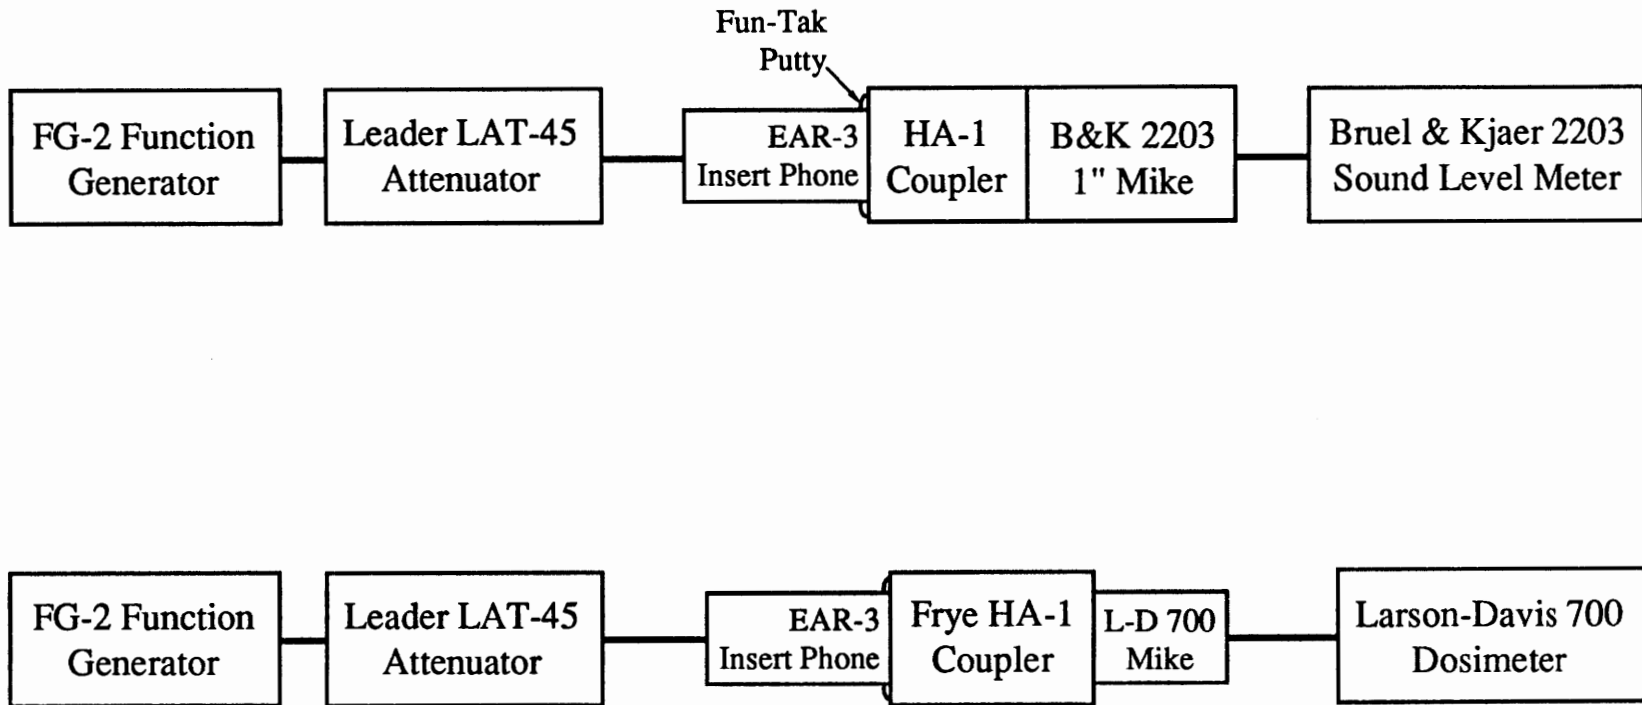 Fun-Tak
Putty
FG-2 Function
Generator
Leader LAT-45
Attenuator
EAR-3
Insert Phone
HA-1
Coupler
B&K 2203
1" Mike
Bruel & Kjaer 2203
Sound Level Meter
FG-2 Function
Generator
Leader LAT-45
Attenuator
EAR-3
Insert Phone
Frye HA-1
Coupler
L-D 700
Mike
Larson-Davis 700
Dosimeter